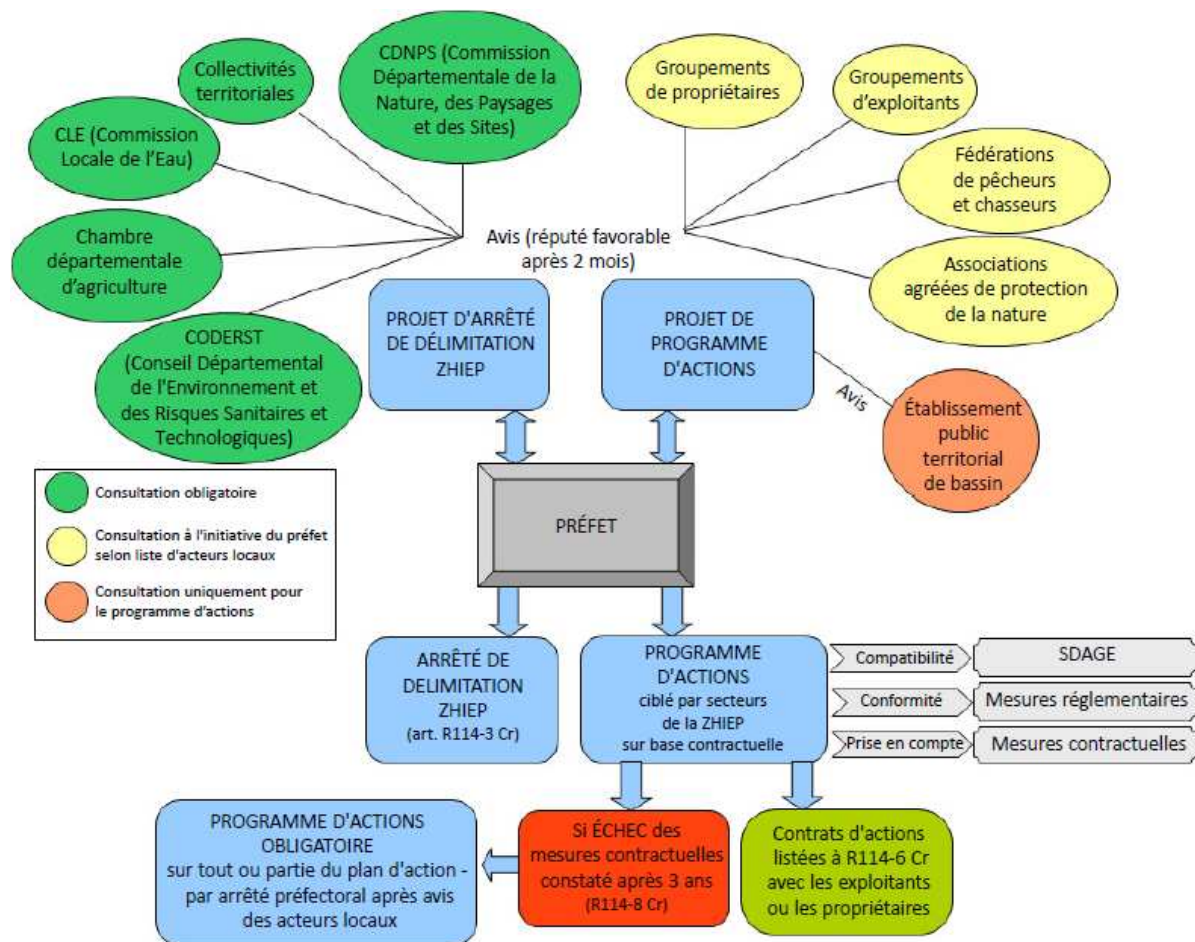 CDNPS (Commission
Départementale de la
Nature, des Paysages
et des Sites)
Collectivités
territoriales
CLE (Commission
Locale de l'Eau)
Chambre
départementale
d'agriculture
CODERST
(Conseil Départemental
de l'Environnement et
des Risques Sanitaires et
Technologiques)
Groupements
de propriétaires
Groupements
d'exploitants
Fédérations
de pêcheurs
et chasseurs
Associations
agréées de protection
de la nature
Avis (réputé favorable
après 2 mois)
PROJET D'ARRÊTÉ
DE DÉLIMITATION
ZHIEP
PROJET DE
PROGRAMME
D'ACTIONS
Avis
Établissement
public
territorial
de bassin
Consultation obligatoire
Consultation à l'initiative du préfet
selon liste d'acteurs locaux
Consultation uniquement pour
le programme d'actions
PRÉFET
ARRÊTÉ DE
DELIMITATION
ZHIEP
(art. R114-3 Cr)
PROGRAMME
D'ACTIONS
ciblé par secteurs
de la ZHIEP
sur base contractuelle
Compatibilité
SDAGE
Conformité
Mesures réglementaires
Prise en compte
Mesures contractuelles
PROGRAMME D'ACTIONS
OBLIGATOIRE
sur tout ou partie du plan d'action -
par arrêté préfectoral après avis
des acteurs locaux
Si ÉCHEC des
mesures contractuelles
constaté après 3 ans
(R114-8 Cr)
Contrats d'actions
listées à R114-6 Cr
avec les exploitants
ou les propriétaires